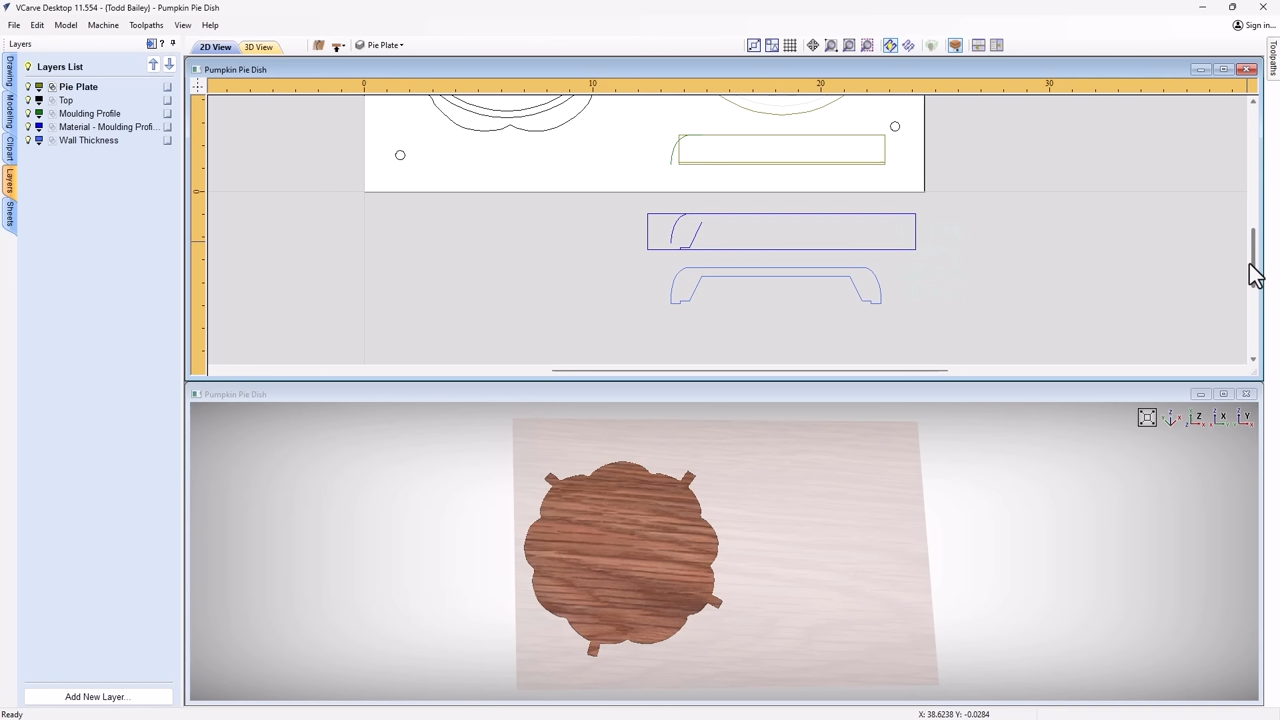 VCarve Desktop 11.554 - {Todd Bailey} - Pumpkin Pie Dish
File Edit Model Machine Toolpaths View Help
Sign in...
Layers
2D View 3D View Pie Plate
Layers List
Pumpkin Pie Dish
0 10 20 30
Pie Plate
Top
Moulding Profile
Material - Moulding Profi...
Wall Thickness
0
Drawing
Modeling
Clipart
Layers
Sheets
Toolpaths
Pumpkin Pie Dish
Z X Y
Add New Layer...
Ready
X: 38.6238 Y: -0.0284